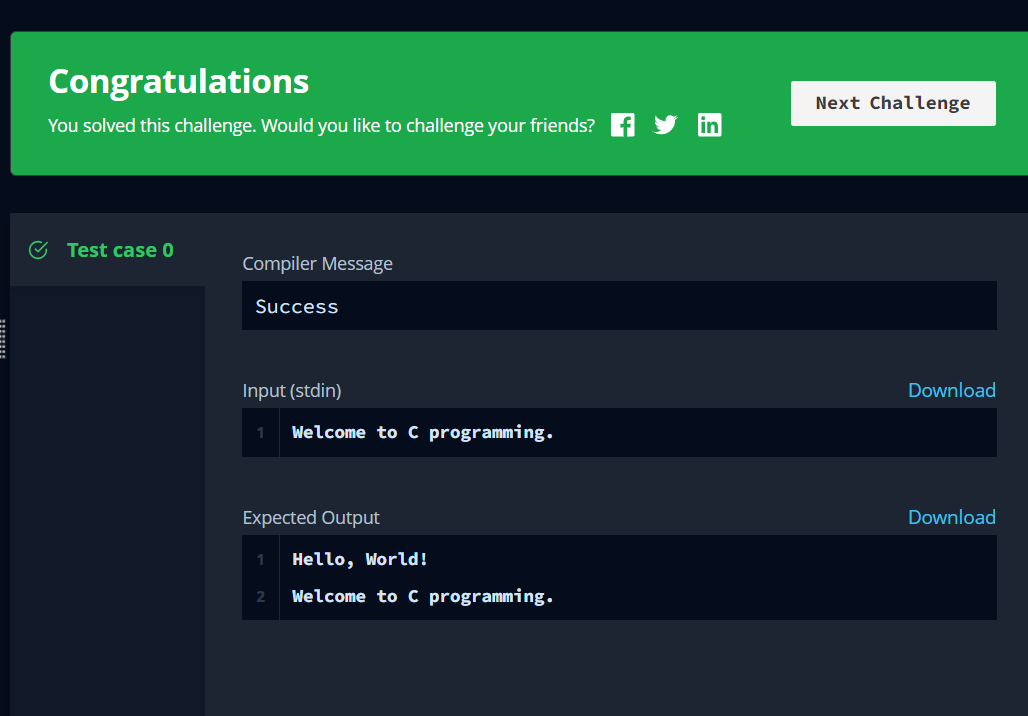 Congratulations
You solved this challenge. Would you like to challenge your friends?
Next Challenge
Test case 0
Compiler Message
Success
Input (stdin)
Download
1 Welcome to C programming.
Expected Output
Download
1 Hello, World!
2 Welcome to C programming.